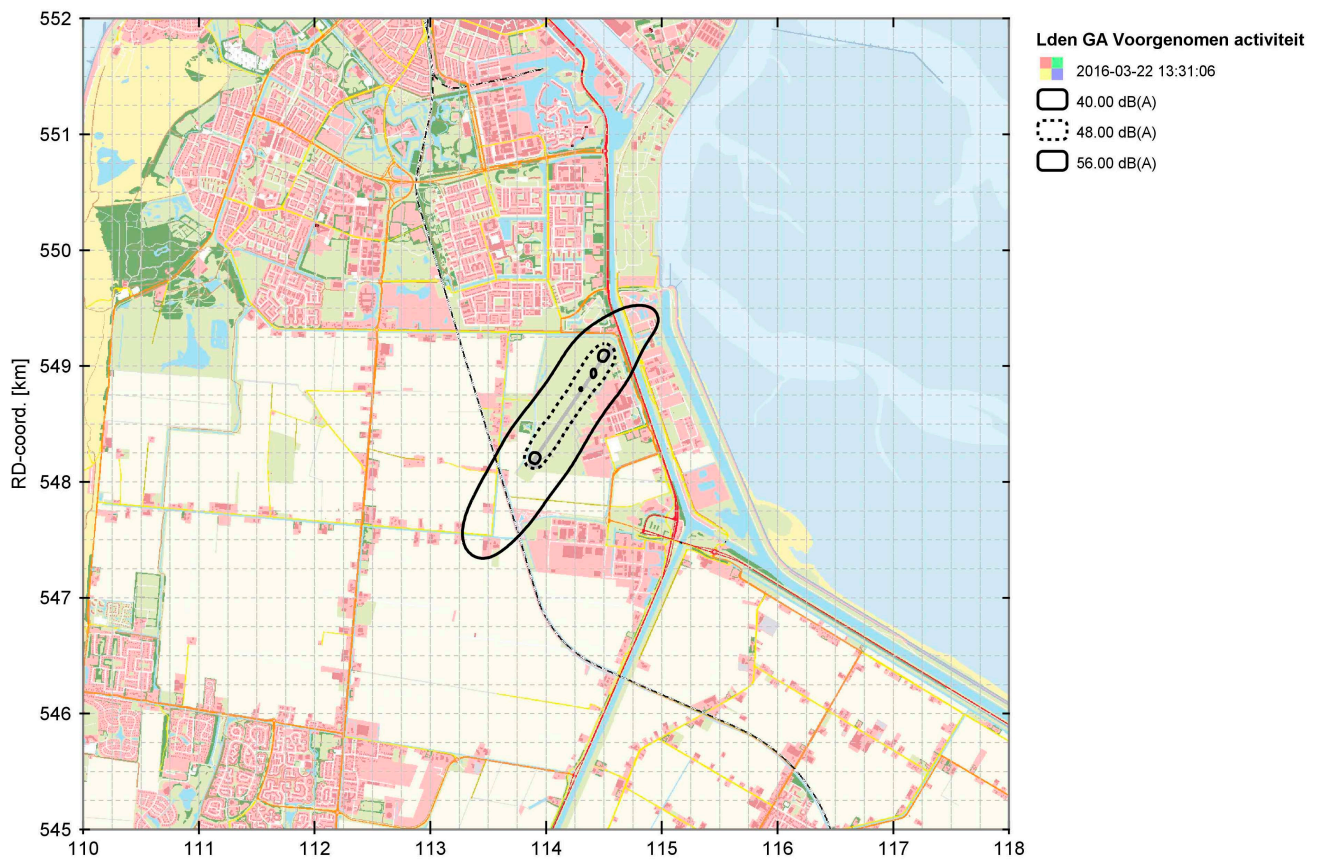 Lden GA Voorgenomen activiteit
2016-03-22 13:31:06
40.00 dB(A)
48.00 dB(A)
56.00 dB(A)
RD-coord. [km]
552
551
550
549
548
547
546
545
110 111 112 113 114 115 116 117 118